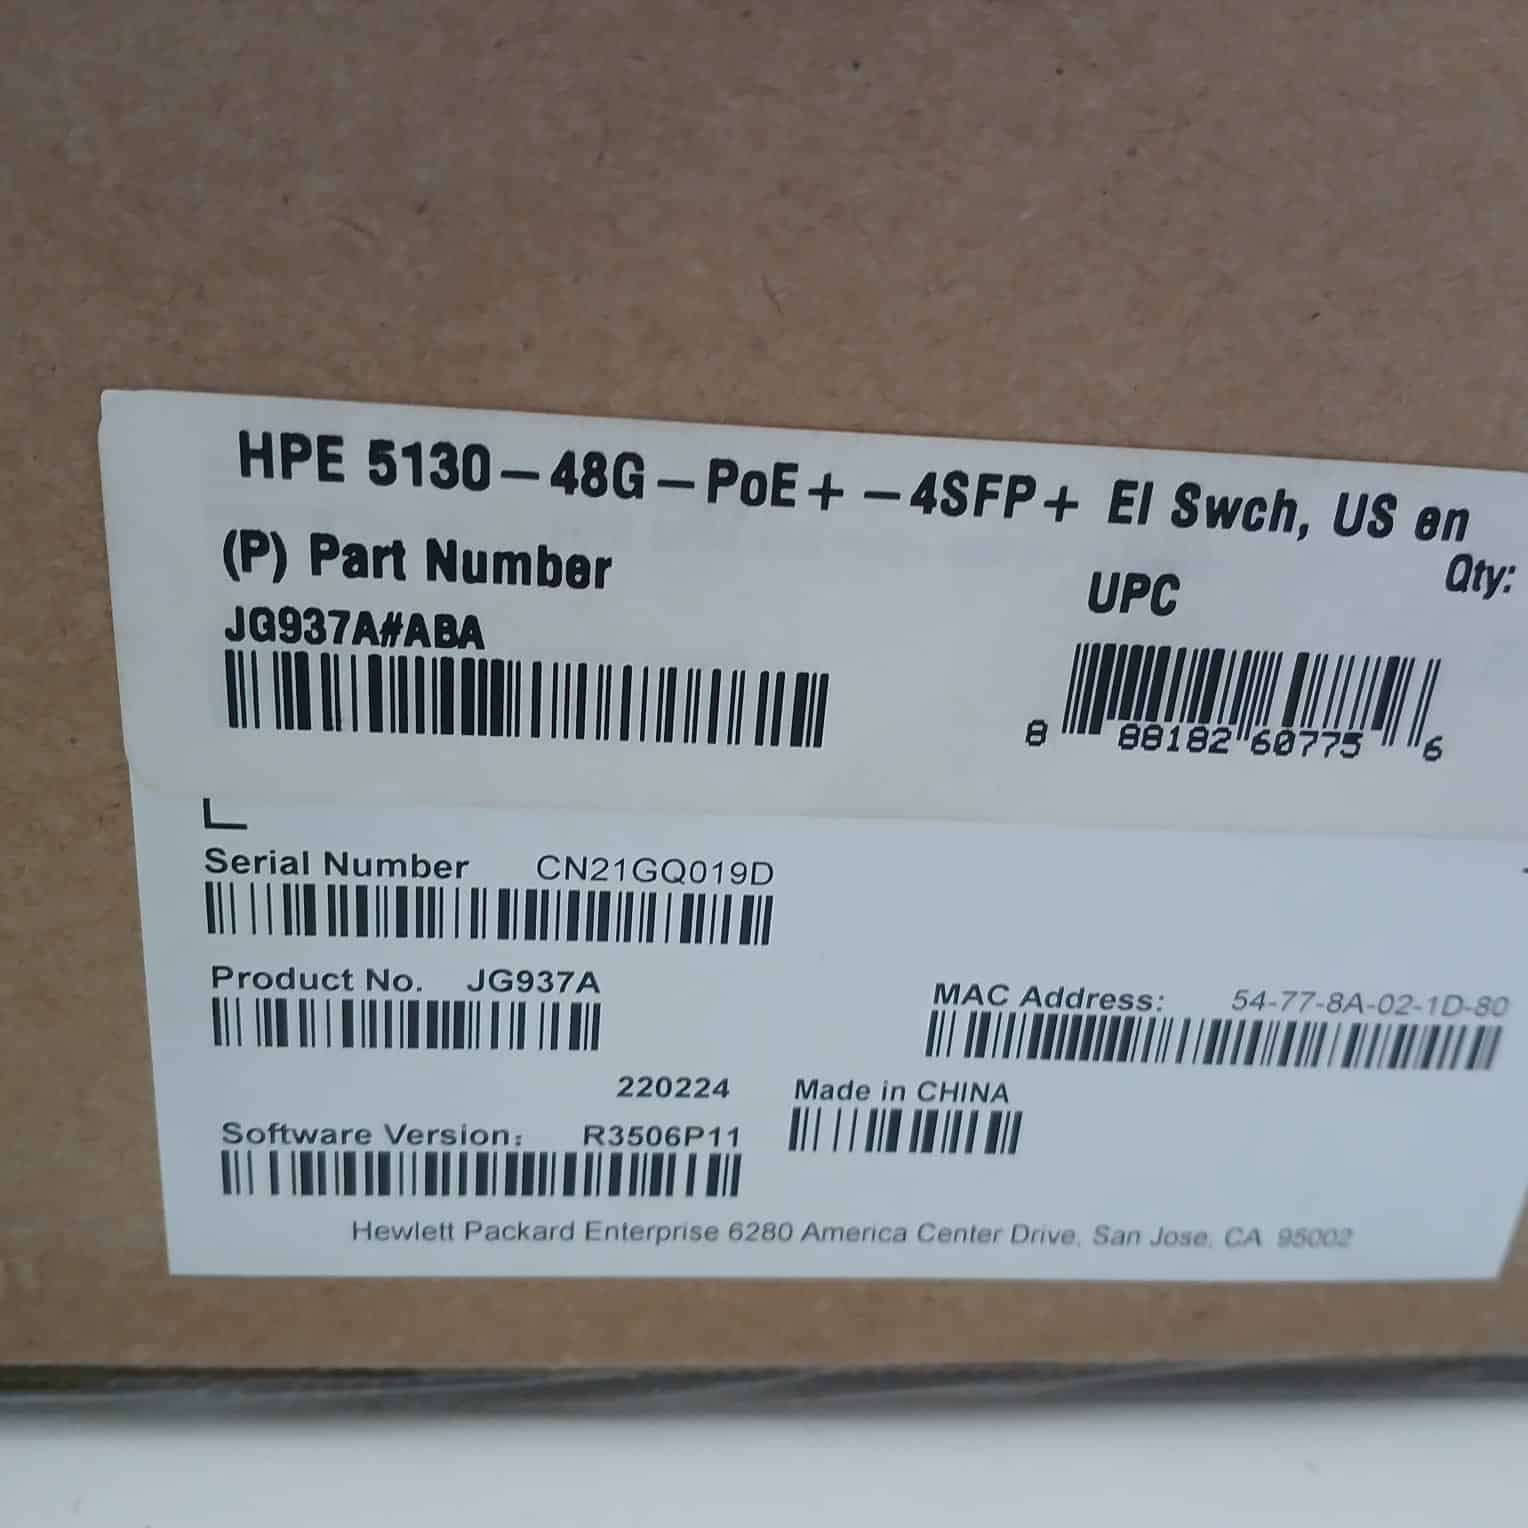 HPE 5130-48G-PoE+ -4SFP+ EI Swch, US en
(P) Part Number
UPC
Qty:
JG937A#ABA
8 88182 60775 6
Serial Number CN21GQ019D
Product No. JG937A
MAC Address: 54-77-8A-02-1D-80
220224
Made in CHINA
Software Version: R3506P11
Hewlett Packard Enterprise 6280 America Center Drive, San Jose, CA 95002